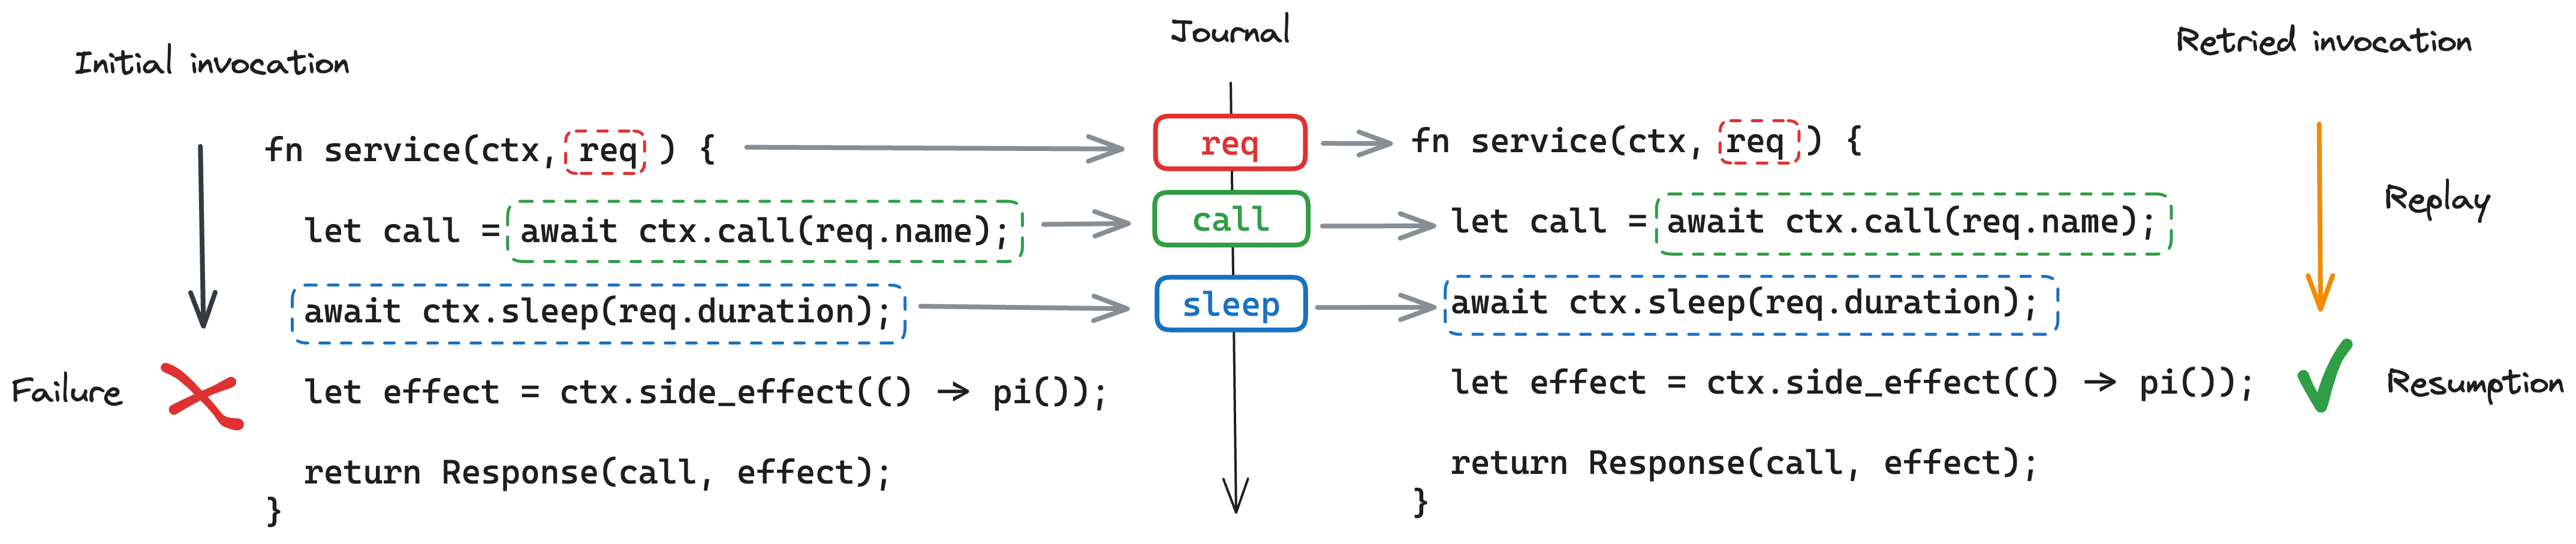 Initial invocation
fn service(ctx, req ) {
let call = await ctx.call(req.name);
await ctx.sleep(req.duration);
Failure
let effect = ctx.side_effect(() → pi());
return Response(call, effect);
}
Journal
req
call
sleep
Retried invocation
fn service(ctx, req ) {
let call = await ctx.call(req.name);
await ctx.sleep(req.duration);
let effect = ctx.side_effect(() → pi());
return Response(call, effect);
}
Replay
Resumption